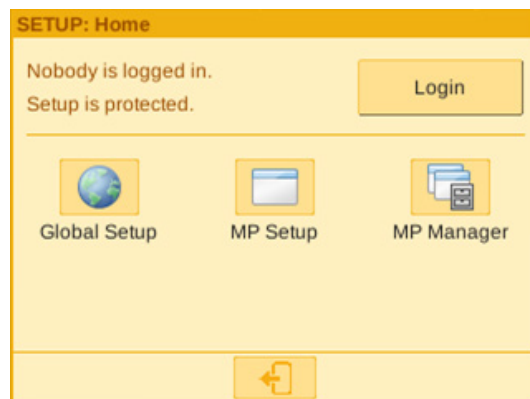 SETUP: Home
Nobody is logged in.
Setup is protected.
Login
Global Setup
MP Setup
MP Manager